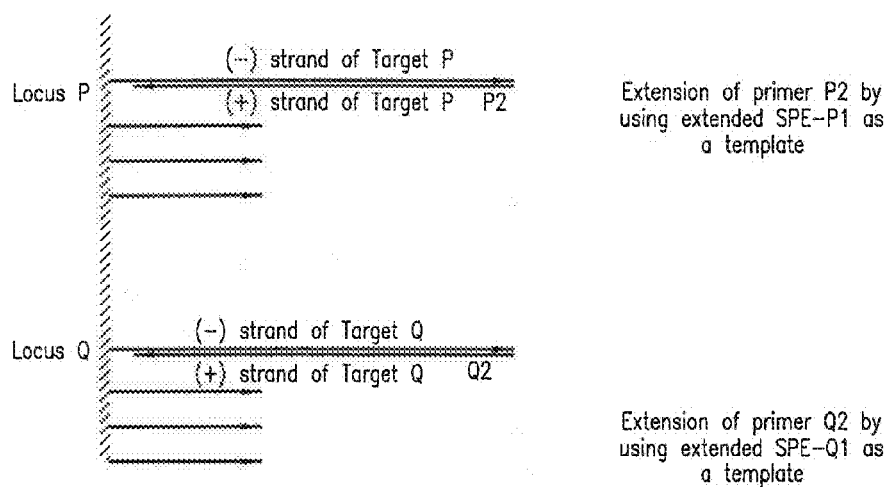 (-) strand of Target P
Locus P
(+) strand of Target P P2
Extension of primer P2 by
using extended SPE-P1 as
a template
(-) strand of Target Q
Locus Q
(+) strand of Target Q Q2
Extension of primer Q2 by
using extended SPE-Q1 as
a template